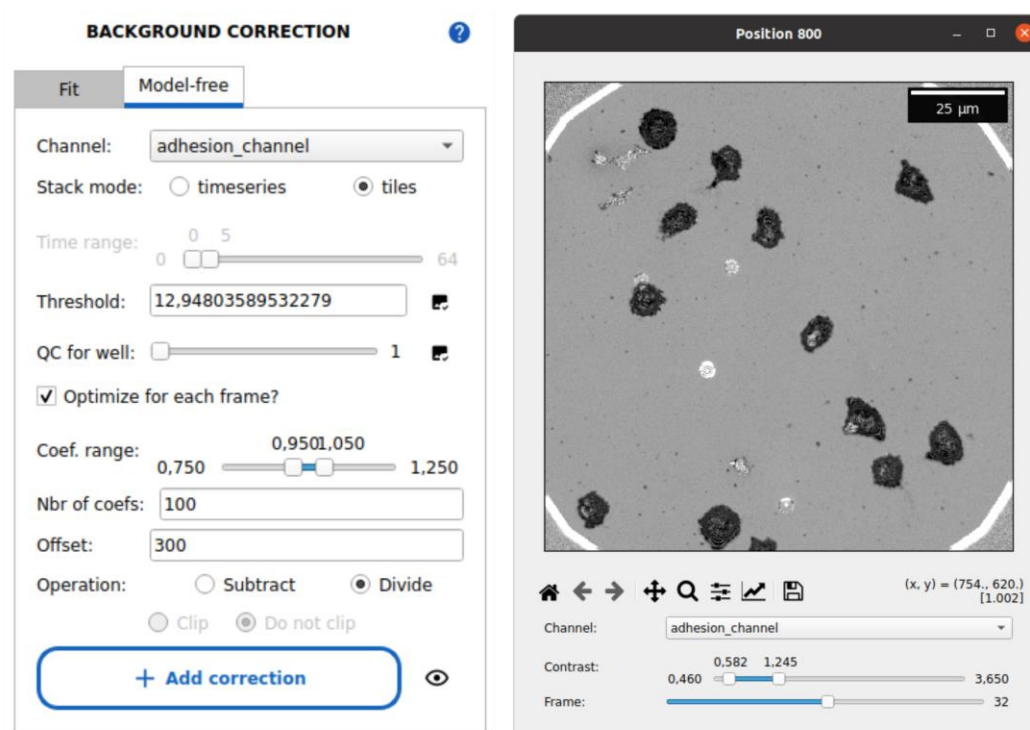 BACKGROUND CORRECTION ?
Fit Model-free
Channel: adhesion_channel
Stack mode: timeseries tiles
0 5
Time range: 0 64
Threshold: 12,94803589532279
QC for well: 1
Optimize for each frame?
0,9501,050
Coef. range: 0,750 1,250
Nbr of coefs: 100
Offset: 300
Operation: Subtract Divide
Clip Do not clip
+ Add correction
Position 800
25 μm
(x, y) = (754., 620.)
[1.002]
Channel: adhesion_channel
0,582 1,245
Contrast: 0,460 3,650
Frame: 32